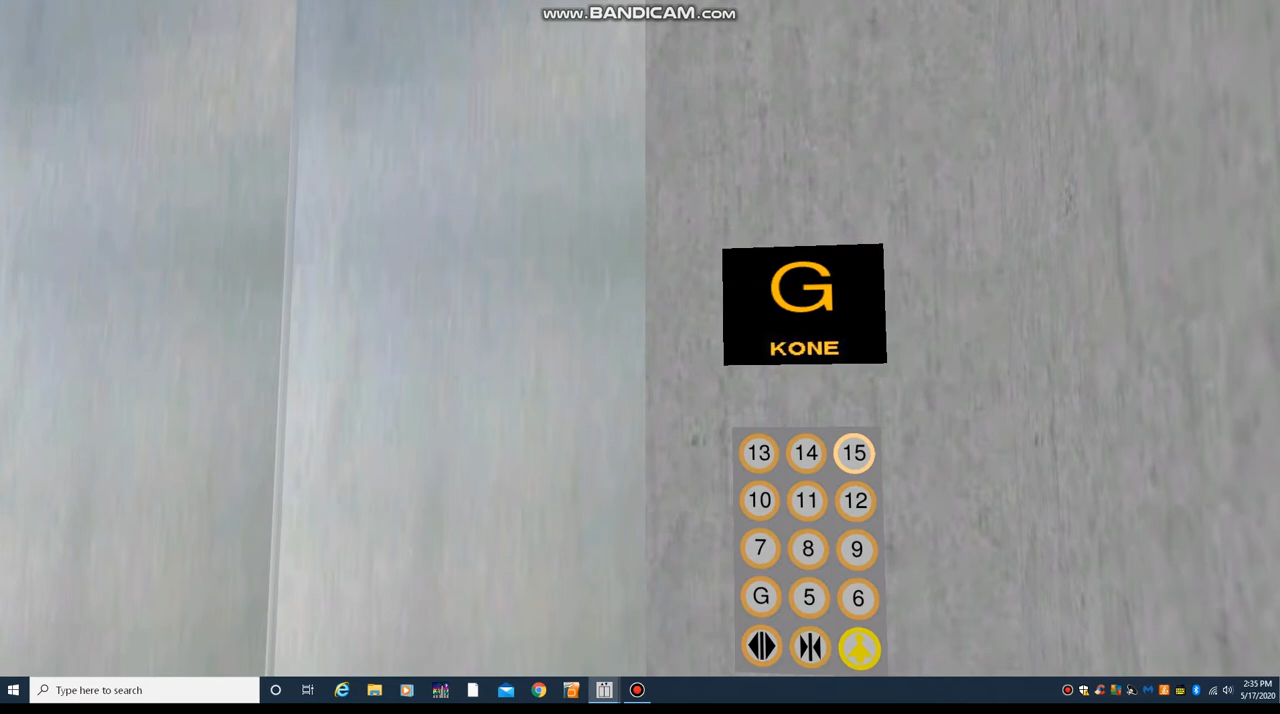 www.BANDICAM.com
G
KONE
13 14 15
10 11 12
7 8 9
G 5 6
Type here to search
2:35 PM
5/17/2020